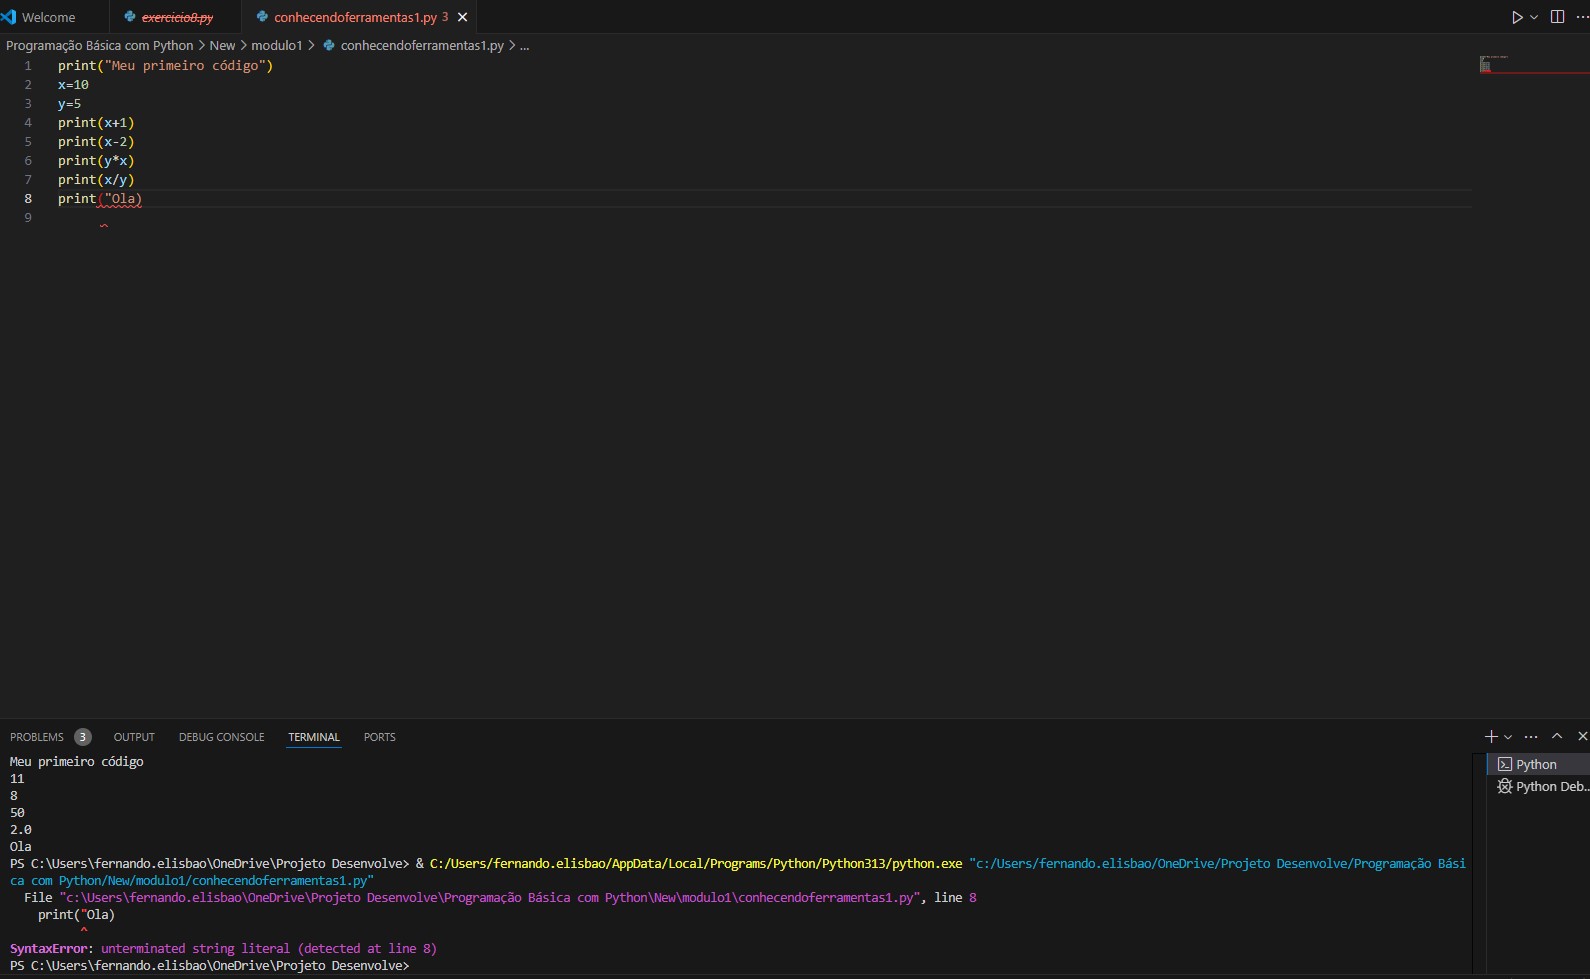 Welcome
exercicio8.py
conhecendoferramentas1.py 3
Programação Básica com Python > New > modulo1 > conhecendoferramentas1.py > ...
1 print("Meu primeiro código")
2 x=10
3 y=5
4 print(x+1)
5 print(x-2)
6 print(y*x)
7 print(x/y)
8 print("Ola)
9
PROBLEMS 3 OUTPUT DEBUG CONSOLE TERMINAL PORTS
Meu primeiro código
11
8
50
2.0
Ola
PS C:\Users\fernando.elisbao\OneDrive\Projeto Desenvolve> & C:/Users/fernando.elisbao/AppData/Local/Programs/Python/Python313/python.exe "c:/Users/fernando.elisbao/OneDrive/Projeto Desenvolve/Programação Bási
ca com Python/New/modulo1/conhecendoferramentas1.py"
File "c:\Users\fernando.elisbao\OneDrive\Projeto Desenvolve\Programação Básica com Python\New\modulo1\conhecendoferramentas1.py", line 8
print("Ola)
^
SyntaxError: unterminated string literal (detected at line 8)
PS C:\Users\fernando.elisbao\OneDrive\Projeto Desenvolve>
Python
Python Deb...